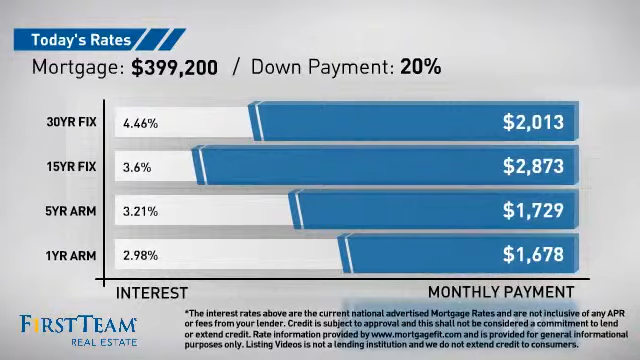 Today's Rates
Mortgage: $399,200 / Down Payment: 20%
30YR FIX 4.46% $2,013
15YR FIX 3.6% $2,873
5YR ARM 3.21% $1,729
1YR ARM 2.98% $1,678
INTEREST MONTHLY PAYMENT
FIRSTTEAM®
REAL ESTATE
*The interest rates above are the current national advertised Mortgage Rates and are not inclusive of any APR
or fees from your lender. Credit is subject to approval and this shall not be considered a commitment to lend
or extend credit. Rate information provided by www.mortgagefit.com and is provided for general informational
purposes only. Listing Videos is not a lending institution and we do not extend credit to consumers.